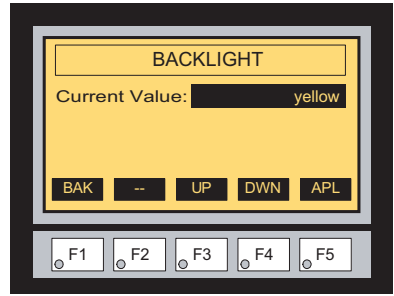 BACKLIGHT
Current Value: yellow
BAK -- UP DWN APL
F1 F2 F3 F4 F5